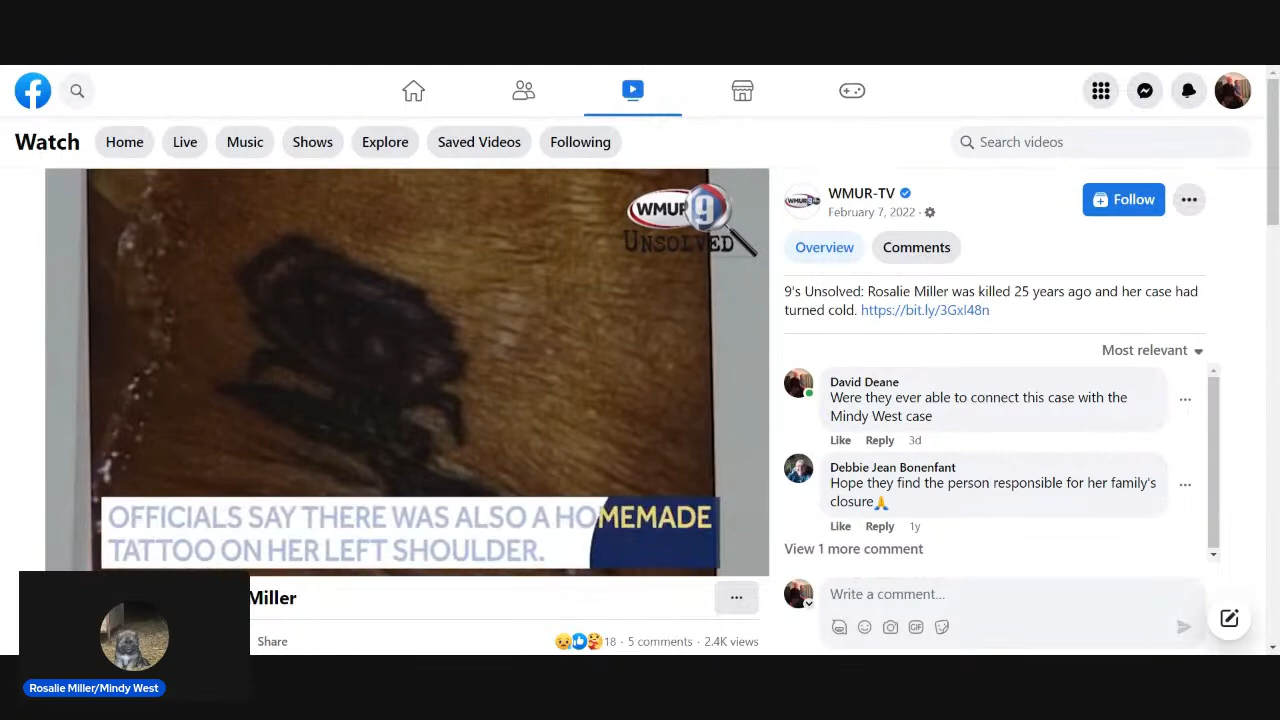 Watch
Home
Live
Music
Shows
Explore
Saved Videos
Following
Search videos
WMUR 9
UNSOLVED
OFFICIALS SAY THERE WAS ALSO A HOMEMADE
TATTOO ON HER LEFT SHOULDER.
Miller
Share
18 · 5 comments · 2.4K views
WMUR-TV
February 7, 2022 ·
Follow
Overview
Comments
9's Unsolved: Rosalie Miller was killed 25 years ago and her case had
turned cold. https://bit.ly/3GxI48n
Most relevant
David Deane
Were they ever able to connect this case with the
Mindy West case
Like Reply 3d
Debbie Jean Bonenfant
Hope they find the person responsible for her family's
closure🙏
Like Reply 1y
View 1 more comment
Write a comment...
GIF
Rosalie Miller/Mindy West